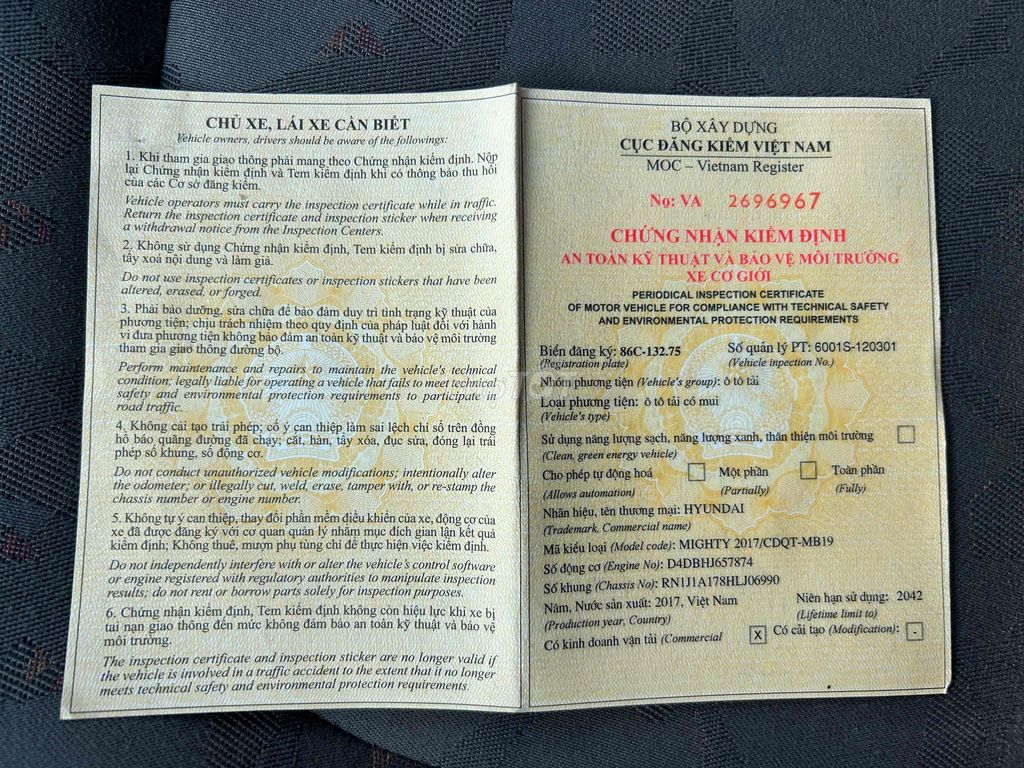 CHỦ XE, LÁI XE CẦN BIẾT
Vehicle owners, drivers should be aware of the followings:
1. Khi tham gia giao thông phải mang theo Chứng nhận kiểm định. Nộp
lại Chứng nhận kiểm định và Tem kiểm định khi có thông báo thu hồi
của các Cơ sở đăng kiểm.
Vehicle operators must carry the inspection certificate while in traffic.
Return the inspection certificate and inspection sticker when receiving
a withdrawal notice from the Inspection Centers.
2. Không sử dụng Chứng nhận kiểm định, Tem kiểm định bị sửa chữa,
tẩy xoá nội dung và làm giả.
Do not use inspection certificates or inspection stickers that have been
altered, erased, or forged.
3. Phải bảo dưỡng, sửa chữa để bảo đảm duy trì tình trạng kỹ thuật của
phương tiện; chịu trách nhiệm theo quy định của pháp luật đối với hành
vi đưa phương tiện không bảo đảm an toàn kỹ thuật và bảo vệ môi trường
tham gia giao thông đường bộ.
Perform maintenance and repairs to maintain the vehicle's technical
condition; legally liable for operating a vehicle that fails to meet technical
safety and environmental protection requirements to participate in
road traffic.
4. Không cải tạo trái phép; cố ý can thiệp làm sai lệch chỉ số trên đồng
hồ báo quãng đường đã chạy; cắt, hàn, tẩy xóa, đục sửa, đóng lại trái
phép số khung, số động cơ.
Do not conduct unauthorized vehicle modifications; intentionally alter
the odometer; or illegally cut, weld, erase, tamper with, or re-stamp the
chassis number or engine number.
5. Không tự ý can thiệp, thay đổi phần mềm điều khiển của xe, động cơ của
xe đã được đăng ký với cơ quan quản lý nhằm mục đích gian lận kết quả
kiểm định; Không thuê, mượn phụ tùng chỉ để thực hiện việc kiểm định.
Do not independently interfere with or alter the vehicle's control software
or engine registered with regulatory authorities to manipulate inspection
results; do not rent or borrow parts solely for inspection purposes.
6. Chứng nhận kiểm định, Tem kiểm định không còn hiệu lực khi xe bị
tai nạn giao thông đến mức không đảm bảo an toàn kỹ thuật và bảo vệ
môi trường.
The inspection certificate and inspection sticker are no longer valid if
the vehicle is involved in a traffic accident to the extent that it no longer
meets technical safety and environmental protection requirements.
BỘ XÂY DỰNG
CỤC ĐĂNG KIỂM VIỆT NAM
MOC – Vietnam Register
No: VA 2696967
CHỨNG NHẬN KIỂM ĐỊNH
AN TOÀN KỸ THUẬT VÀ BẢO VỆ MÔI TRƯỜNG
XE CƠ GIỚI
PERIODICAL INSPECTION CERTIFICATE
OF MOTOR VEHICLE FOR COMPLIANCE WITH TECHNICAL SAFETY
AND ENVIRONMENTAL PROTECTION REQUIREMENTS
Biển đăng ký: 86C-132.75 Số quản lý PT: 6001S-120301
(Registration plate) (Vehicle inpection No.)
Nhóm phương tiện (Vehicle's group): ô tô tải
Loại phương tiện: ô tô tải có mui
(Vehicle's type)
Sử dụng năng lượng sạch, năng lượng xanh, thân thiện môi trường
(Clean, green energy vehicle)
Cho phép tự động hoá Một phần Toàn phần
(Allows automation) (Partially) (Fully)
Nhãn hiệu, tên thương mại: HYUNDAI
(Trademark, Commercial name)
Mã kiểu loại (Model code): MIGHTY 2017/CDQT-MB19
Số động cơ (Engine No): D4DBHJ657874
Số khung (Chassis No): RN1J1A178HLJ06990
Năm, Nước sản xuất: 2017, Việt Nam Niên hạn sử dụng: 2042
(Production year, Country) (Lifetime limit to)
Có kinh doanh vận tải (Commercial X Có cải tạo (Modification): -